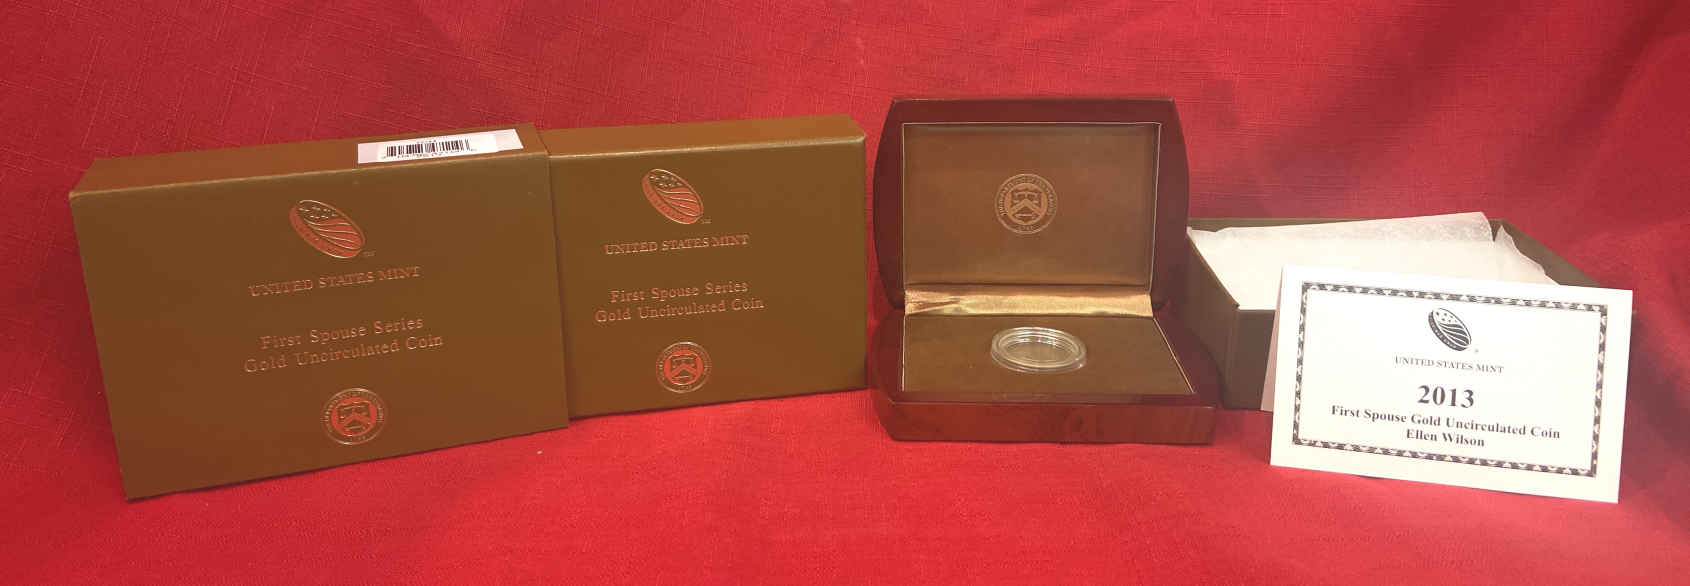 UNITED STATES MINT
First Spouse Series
Gold Uncirculated Coin
UNITED STATES MINT
First Spouse Series
Gold Uncirculated Coin
UNITED STATES MINT
2013
First Spouse Gold Uncirculated Coin
Ellen Wilson